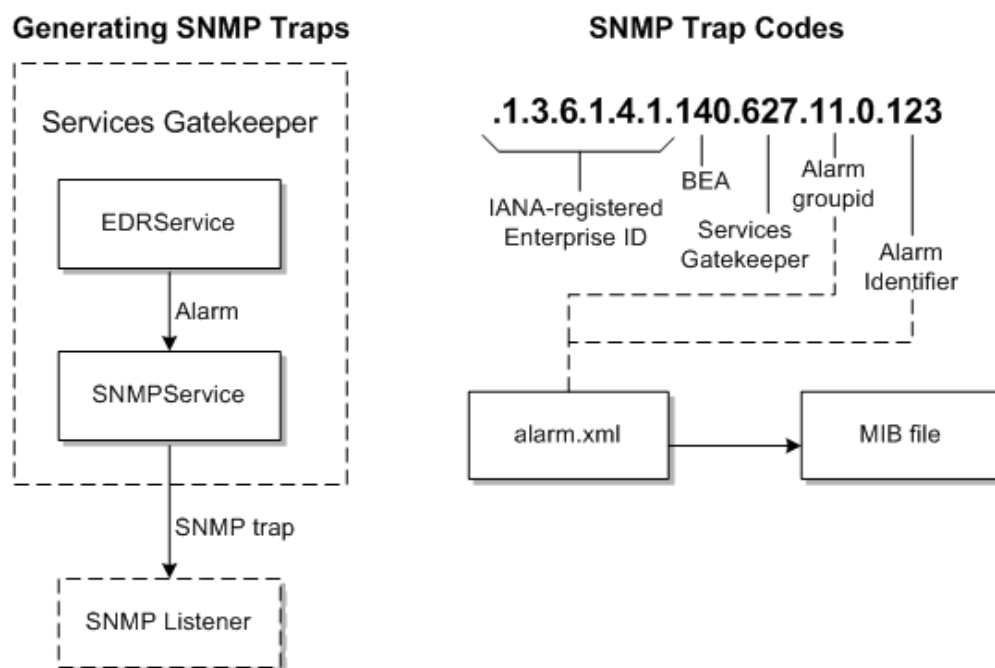 Generating SNMP Traps
Services Gatekeeper
EDRService
Alarm
SNMPService
SNMP trap
SNMP Listener
SNMP Trap Codes
.1.3.6.1.4.1.140.627.11.0.123
IANA-registered
Enterprise ID
BEA
Services
Gatekeeper
Alarm
groupid
Alarm
Identifier
alarm.xml
MIB file